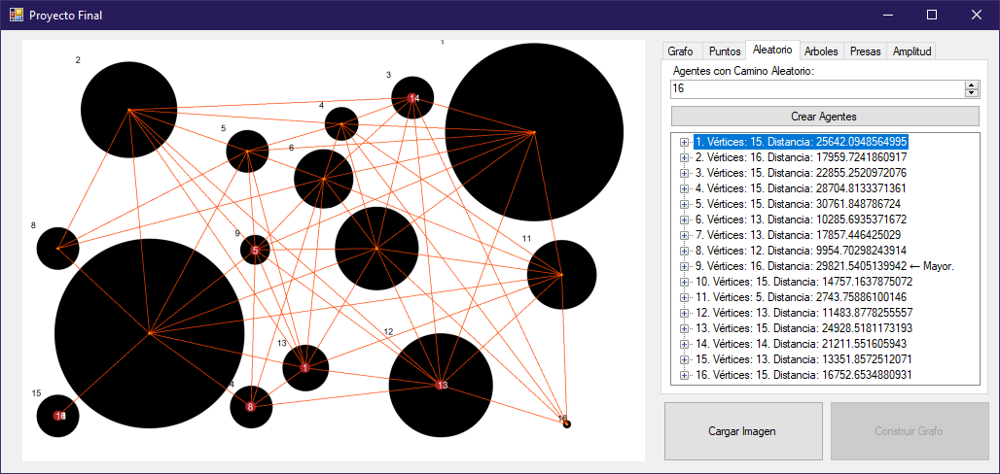 Proyecto Final
Grafo Puntos Aleatorio Arboles Presas Amplitud
Agentes con Camino Aleatorio:
16
Crear Agentes
1. Vértices: 15. Distancia: 25642.0948564995
2. Vértices: 16. Distancia: 17959.7241860917
3. Vértices: 15. Distancia: 22855.2520972076
4. Vértices: 15. Distancia: 28704.8133371361
5. Vértices: 15. Distancia: 30761.848786724
6. Vértices: 13. Distancia: 10285.6935371672
7. Vértices: 13. Distancia: 17857.446425029
8. Vértices: 12. Distancia: 9954.70298243914
9. Vértices: 16. Distancia: 29821.5405139942 ← Mayor.
10. Vértices: 15. Distancia: 14757.1637875072
11. Vértices: 5. Distancia: 2743.75886100146
12. Vértices: 13. Distancia: 11483.8778255557
13. Vértices: 15. Distancia: 24928.5181173193
14. Vértices: 14. Distancia: 21211.551605943
15. Vértices: 13. Distancia: 13351.8572512071
16. Vértices: 15. Distancia: 16752.6534880931
Cargar Imagen
Construir Grafo
1
2
3
14
4
5
6
8
9
5
11
12
13
1
13
4
8
15